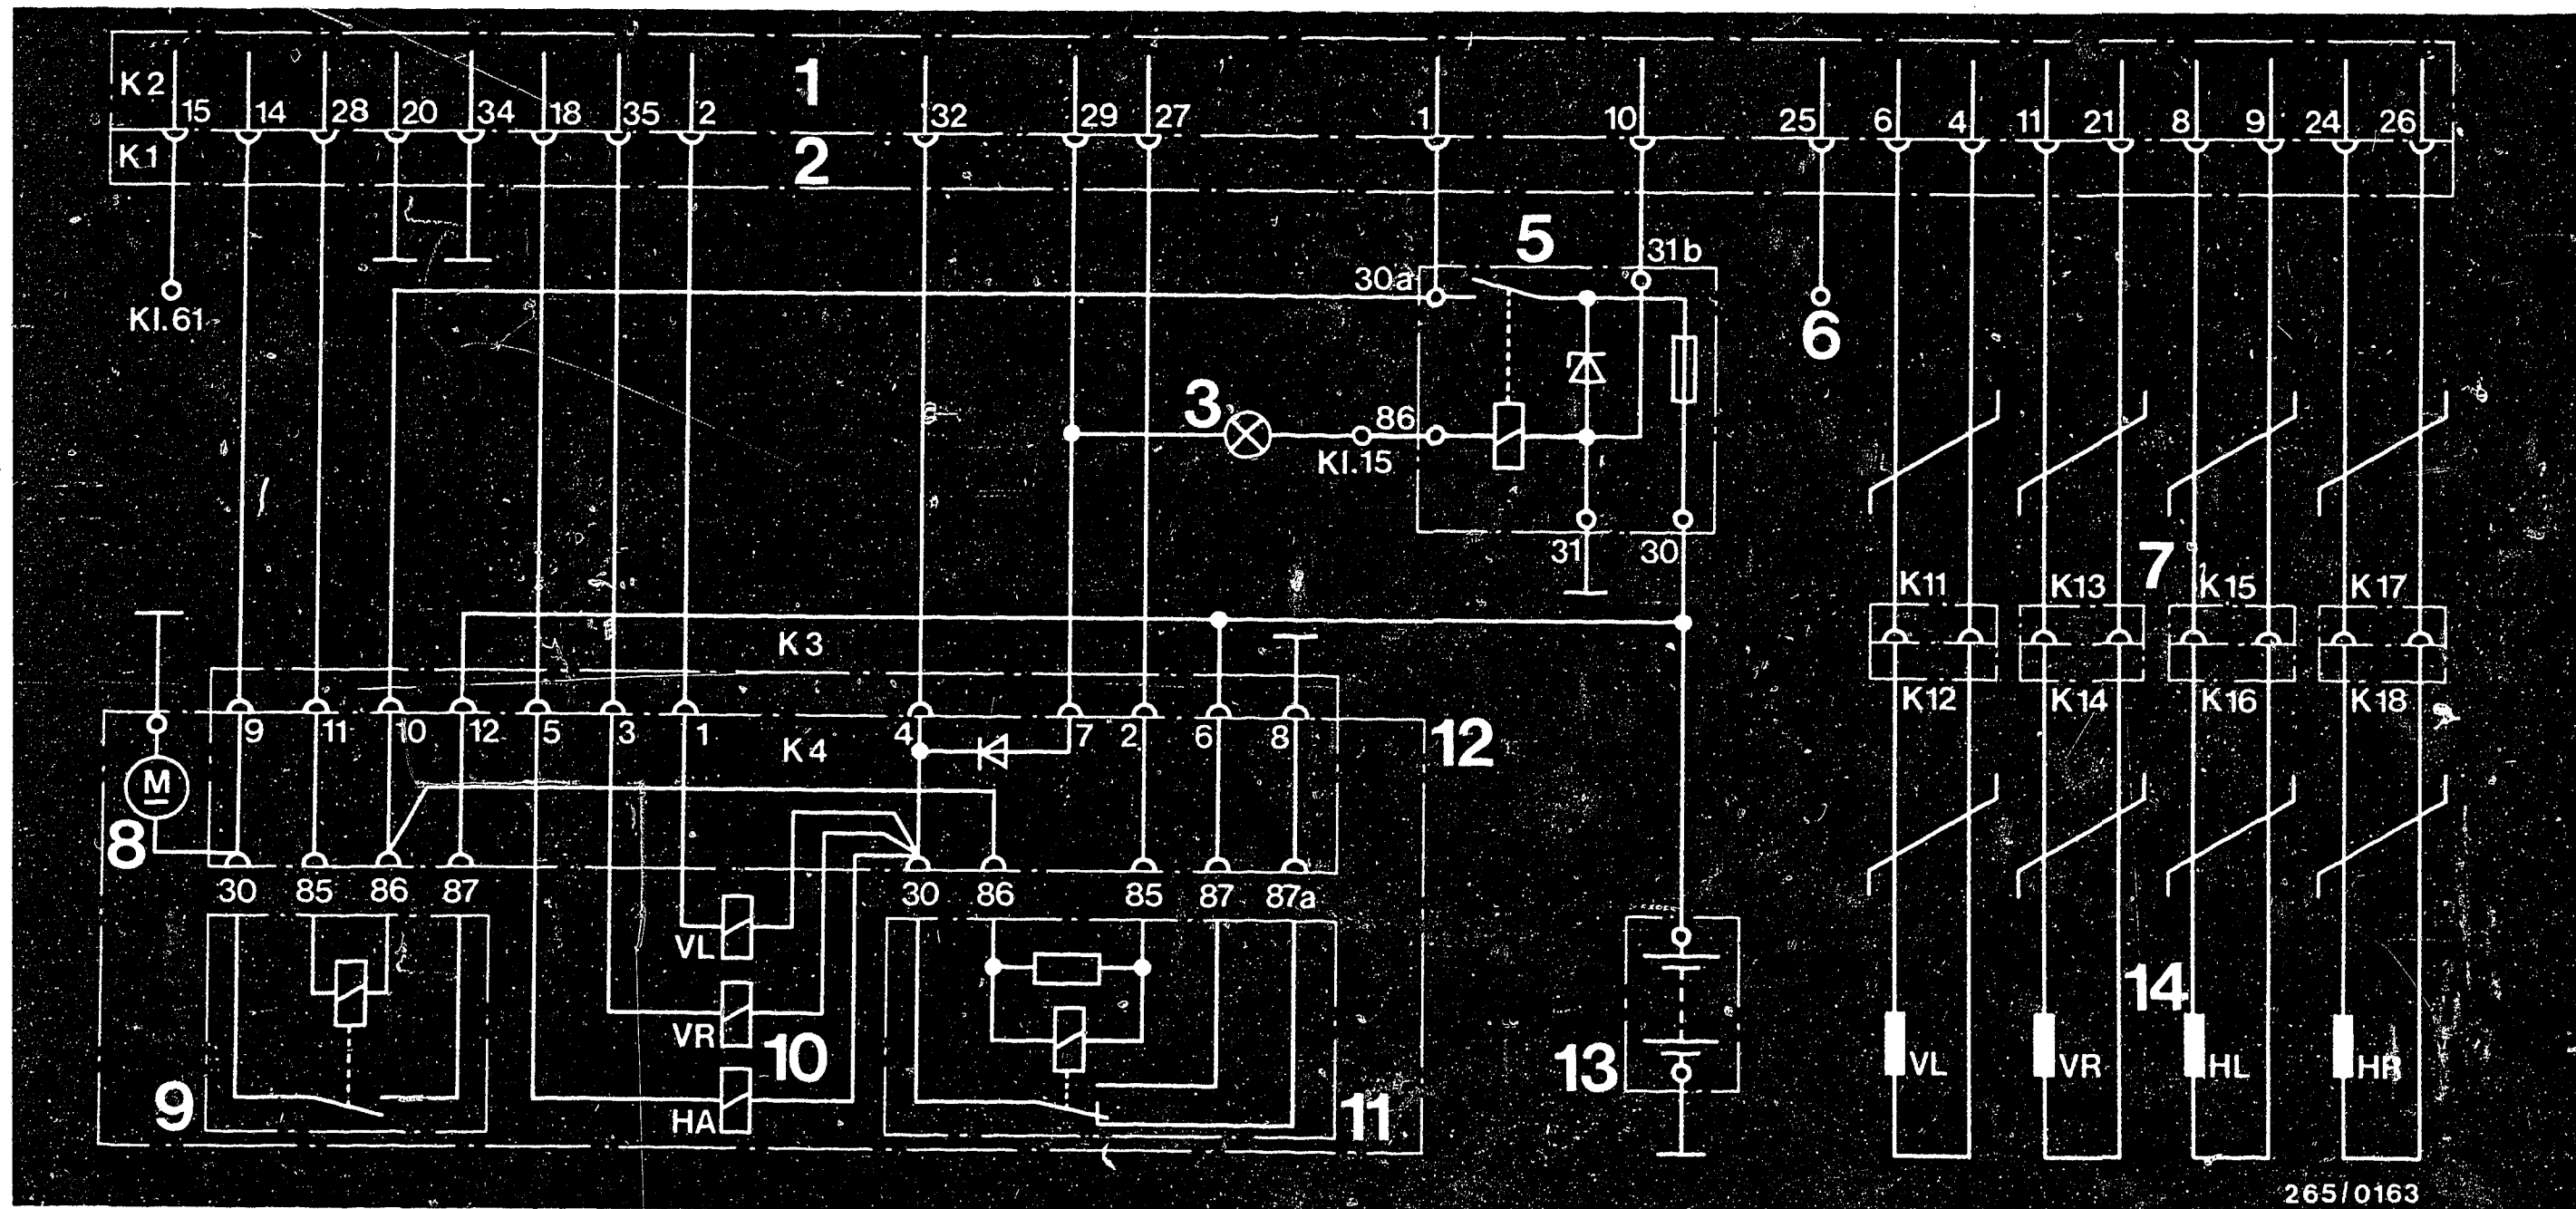 K2 15 14 28 20 34 18 35 2 1 32 29 27 1 10 25 6 4 11 21 8 9 24 26
K1 2
5
30a 31b
Kl.61 6
3 86
Kl.15
31 30 7
K11 K13 K15 K17
K3
K12 K14 K16 K18
9 11 10 12 5 3 1 K4 4 7 2 6 8 12
M
8
30 85 86 87 30 86 85 87 87a
VL
14
VR 10 13 VL VR HL HR
9 HA 11
265/0163